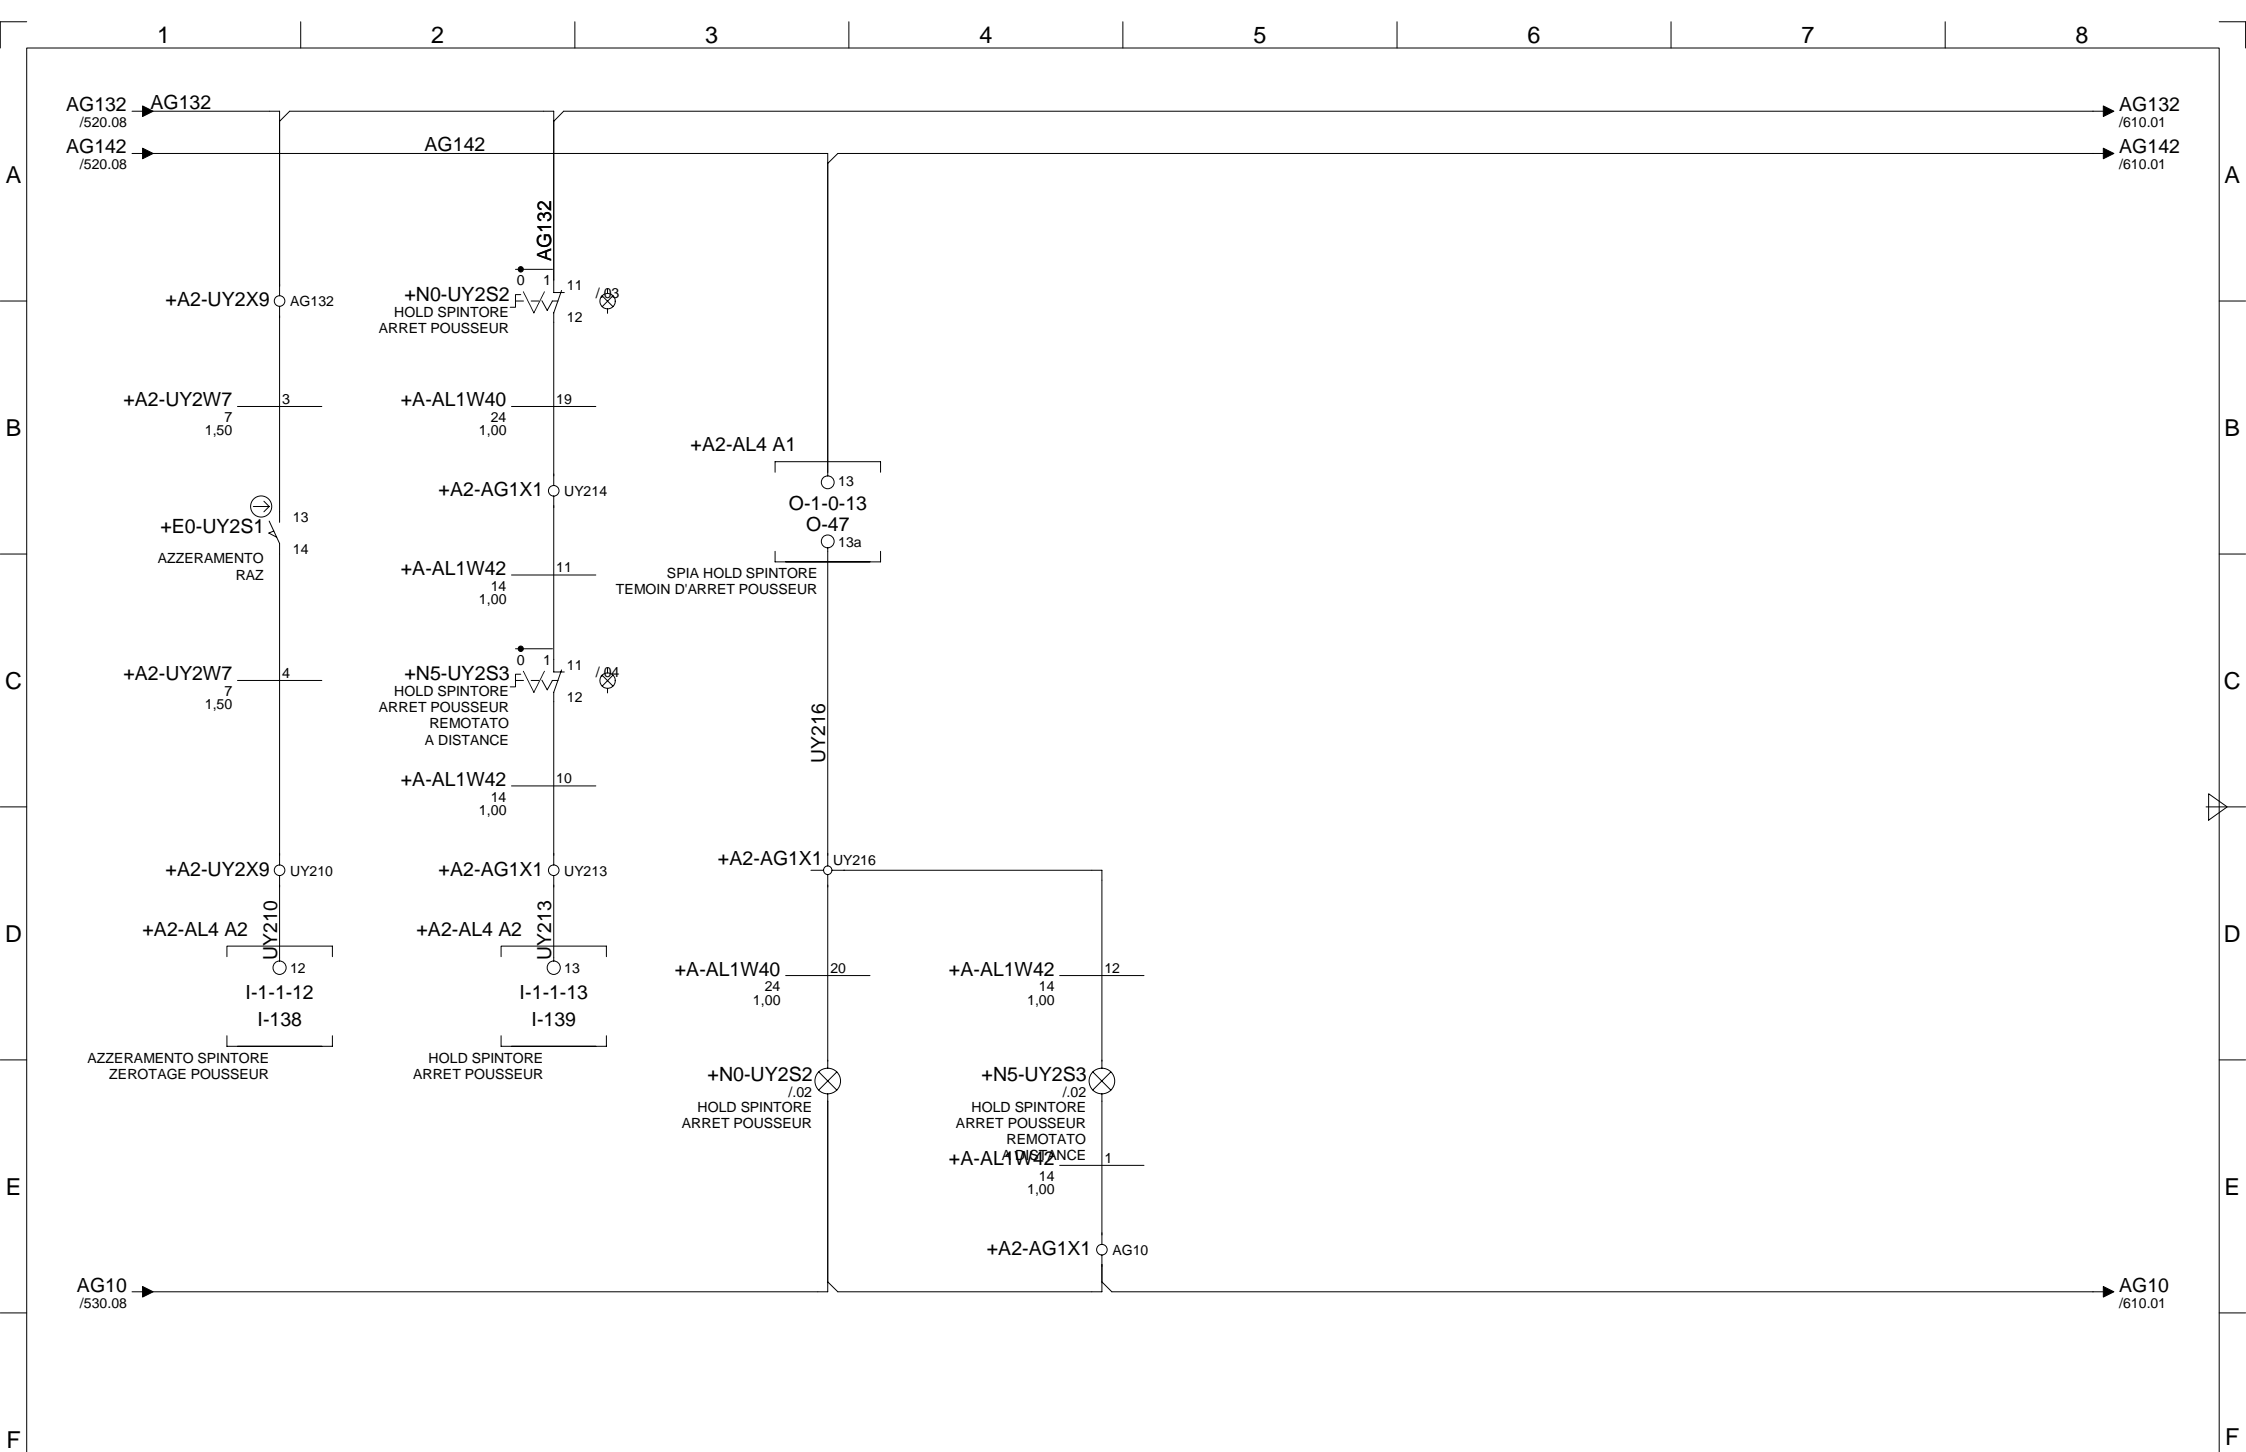 1 2 3 4 5 6 7 8
AG132 AG132 AG132
/520.08 /610.01
AG142 AG142 AG142
/520.08 /610.01
A A
AG132
0 1 11
+A2-UY2X9 AG132
+N0-UY2S2 /.03
HOLD SPINTORE 12
ARRET POUSSEUR
+A2-UY2W7 3
7
1,50
+A-AL1W40 19
24
1,00
B B
+A2-AL4 A1
+A2-AG1X1 UY214
13
O-1-0-13
O-47
13a
+E0-UY2S1 13
14
AZZERAMENTO
RAZ
+A-AL1W42 11
14
1,00
SPIA HOLD SPINTORE
TEMOIN D'ARRET POUSSEUR
0 1 11
C C
+A2-UY2W7 4
7
1,50
+N5-UY2S3 /.04
HOLD SPINTORE 12
ARRET POUSSEUR
REMOTATO
A DISTANCE
UY216
+A-AL1W42 10
14
1,00
+A2-UY2X9 UY210
+A2-AG1X1 UY213
+A2-AG1X1 UY216
D D
UY210
+A2-AL4 A2
12
I-1-1-12
I-138
AZZERAMENTO SPINTORE
ZEROTAGE POUSSEUR
UY213
+A2-AL4 A2
13
I-1-1-13
I-139
HOLD SPINTORE
ARRET POUSSEUR
+A-AL1W40 20
24
1,00
+A-AL1W42 12
14
1,00
+N0-UY2S2
/.02
HOLD SPINTORE
ARRET POUSSEUR
+N5-UY2S3
/.02
HOLD SPINTORE
ARRET POUSSEUR
REMOTATO
A DISTANCE
+A-AL1W42 1
14
1,00
E E
+A2-AG1X1 AG10
AG10 AG10
/530.08 /610.01
F F